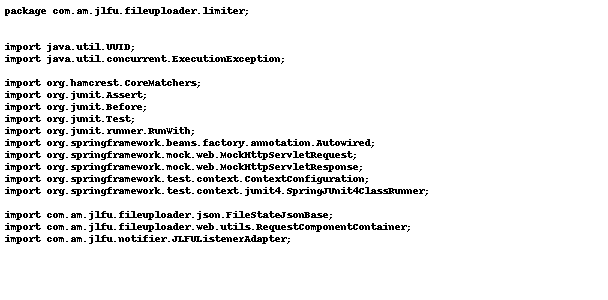 package com.am.jlfu.fileuploader.limiter;
import java.util.UUID;
import java.util.concurrent.ExecutionException;
import org.hamcrest.CoreMatchers;
import org.junit.Assert;
import org.junit.Before;
import org.junit.Test;
import org.junit.runner.RunWith;
import org.springframework.beans.factory.annotation.Autowired;
import org.springframework.mock.web.MockHttpServletRequest;
import org.springframework.mock.web.MockHttpServletResponse;
import org.springframework.test.context.ContextConfiguration;
import org.springframework.test.context.junit4.SpringJUnit4ClassRunner;
import com.am.jlfu.fileuploader.json.FileStateJsonBase;
import com.am.jlfu.fileuploader.web.utils.RequestComponentContainer;
import com.am.jlfu.notifier.JLFUListenerAdapter;